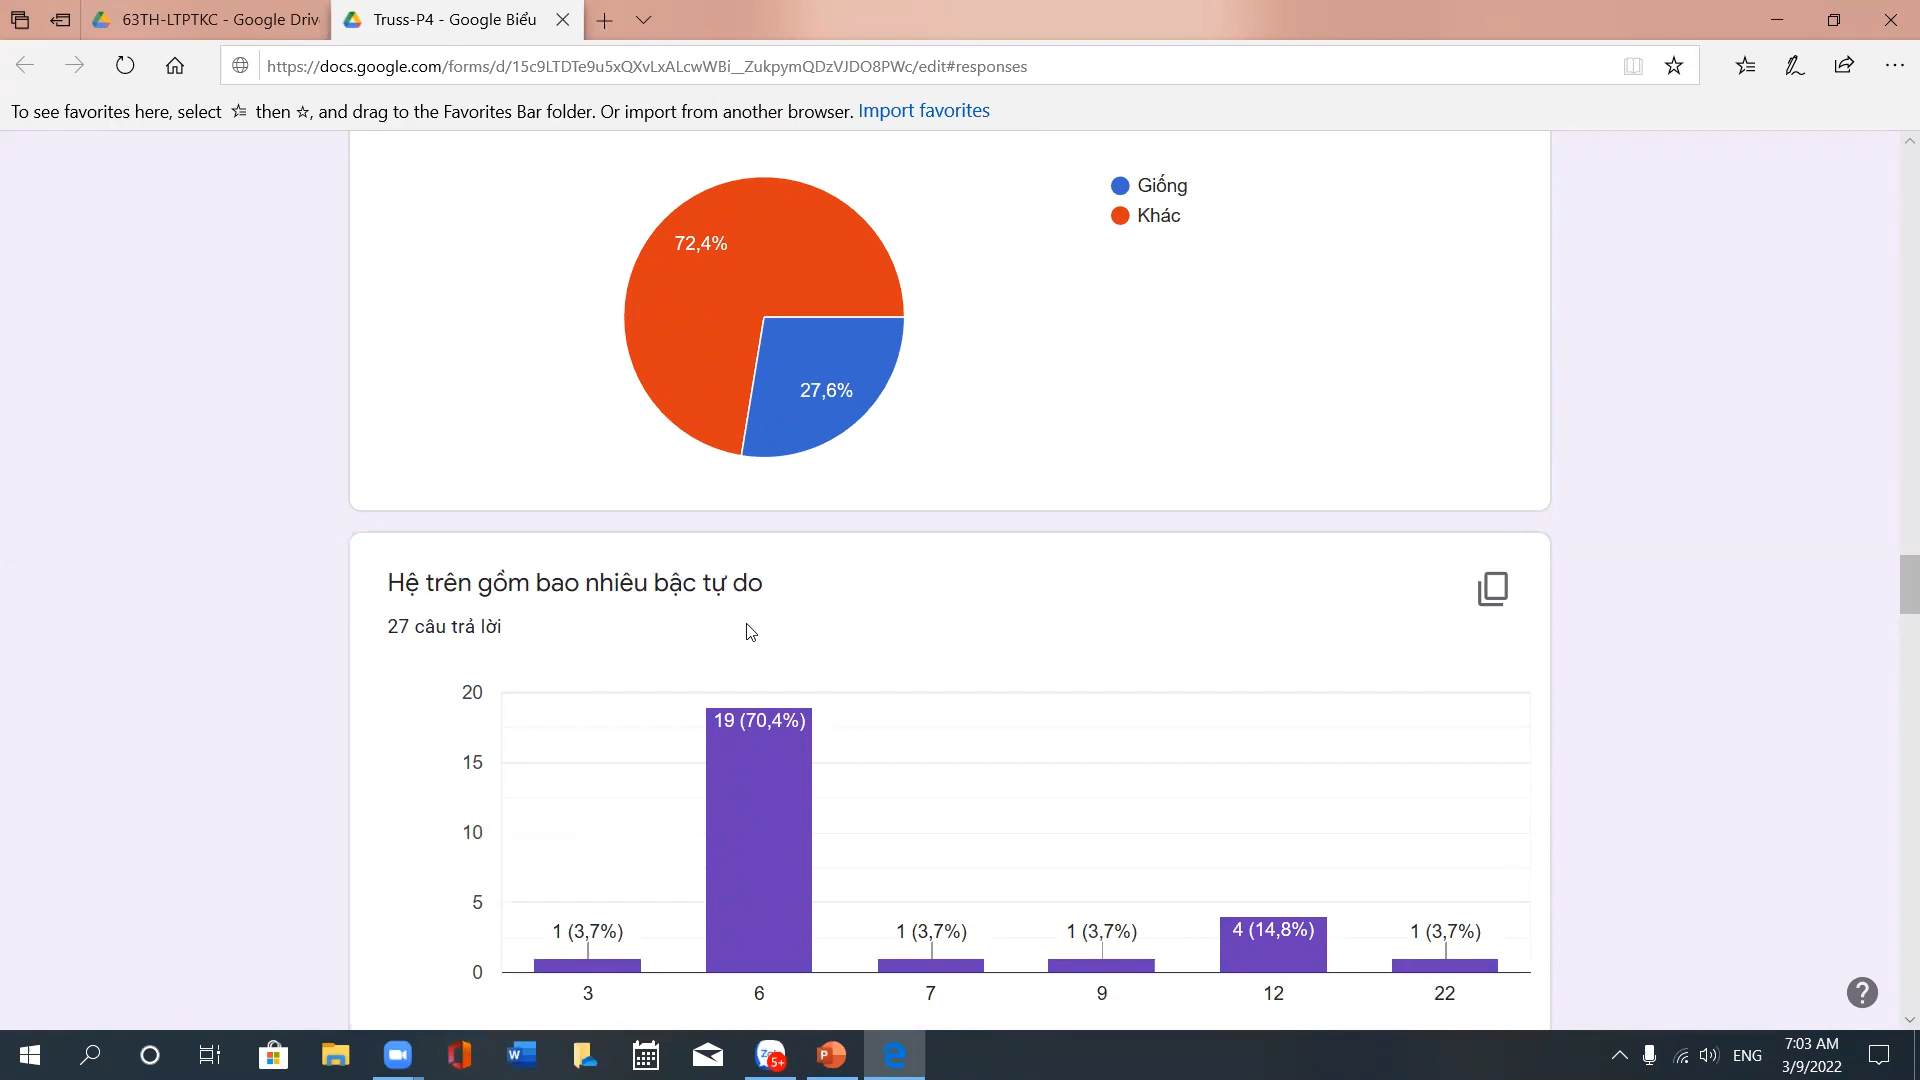 63TH-LTPTKC - Google Driv
Truss-P4 - Google Biểu
https://docs.google.com/forms/d/15c9LTDTe9u5xQXvLxALcwWBi__ZukpymQDzVJDO8PWc/edit#responses
To see favorites here, select then ☆, and drag to the Favorites Bar folder. Or import from another browser. Import favorites
Giống
Khác
72,4%
27,6%
Hệ trên gồm bao nhiêu bậc tự do
27 câu trả lời
20
15
10
5
0
1 (3,7%)
19 (70,4%)
1 (3,7%)
1 (3,7%)
4 (14,8%)
1 (3,7%)
3
6
7
9
12
22
5+
ENG
7:03 AM
3/9/2022